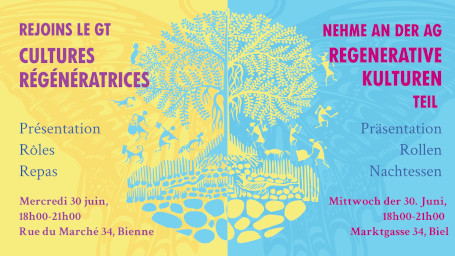 REJOINS LE GT
CULTURES
RÉGÉNÉRATRICES
Présentation
Rôles
Repas
Mercredi 30 juin,
18h00-21h00
Rue du Marché 34, Bienne
NEHME AN DER AG
REGENERATIVE
KULTUREN
TEIL
Präsentation
Rollen
Nachtessen
Mittwoch der 30. Juni,
18h00-21h00
Marktgasse 34, Biel